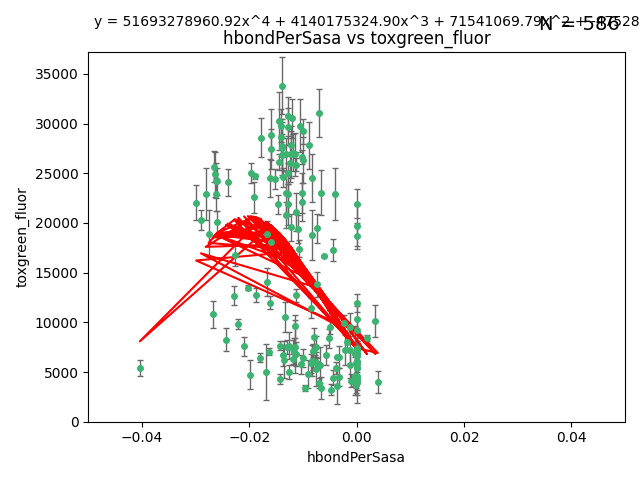 y = 51693278960.92x^4 + 4140175324.90x^3 + 71541069.79x^2 +
N = 586
hbondPerSasa vs toxgreen_fluor
35000
30000
25000
20000
15000
10000
5000
0
toxgreen_fluor
−0.04
−0.02
0.00
0.02
0.04
hbondPerSasa